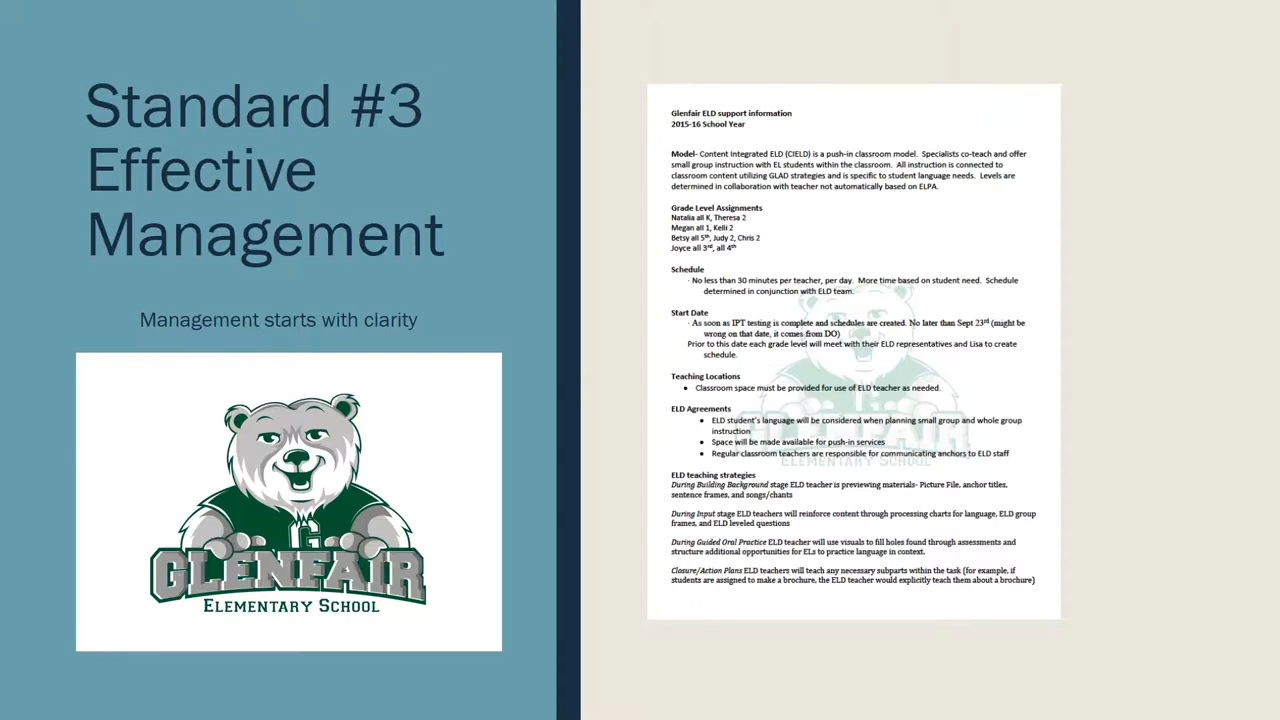 Standard #3
Effective
Management
Management starts with clarity
G
GLENFAIR
ELEMENTARY SCHOOL
Glenfair ELD support information
2015-16 School Year
Model- Content Integrated ELD (CIELD) is a push-in classroom model. Specialists co-teach and offer
small group instruction with EL students within the classroom. All instruction is connected to
classroom content utilizing GLAD strategies and is specific to student language needs. Levels are
determined in collaboration with teacher not automatically based on ELPA.
Grade Level Assignments
Natalia all K, Theresa 2
Megan all 1, Kelli 2
Betsy all 5th, Judy 2, Chris 2
Joyce all 3rd, all 4th
Schedule
· No less than 30 minutes per teacher, per day. More time based on student need. Schedule
determined in conjunction with ELD team.
Start Date
· As soon as IPT testing is complete and schedules are created. No later than Sept 23rd (might be
wrong on that date, it comes from DO)
Prior to this date each grade level will meet with their ELD representatives and Lisa to create
schedule.
Teaching Locations
• Classroom space must be provided for use of ELD teacher as needed.
ELD Agreements
• ELD student's language will be considered when planning small group and whole group
instruction
• Space will be made available for push-in services
• Regular classroom teachers are responsible for communicating anchors to ELD staff
GLENFAIR
ELEMENTARY SCHOOL
ELD teaching strategies
During Building Background stage ELD teacher is previewing materials- Picture File, anchor titles,
sentence frames, and songs/chants
During Input stage ELD teachers will reinforce content through processing charts for language, ELD group
frames, and ELD leveled questions
During Guided Oral Practice ELD teacher will use visuals to fill holes found through assessments and
structure additional opportunities for ELs to practice language in context.
Closure/Action Plans ELD teachers will teach any necessary subparts within the task (for example, if
students are assigned to make a brochure, the ELD teacher would explicitly teach them about a brochure)